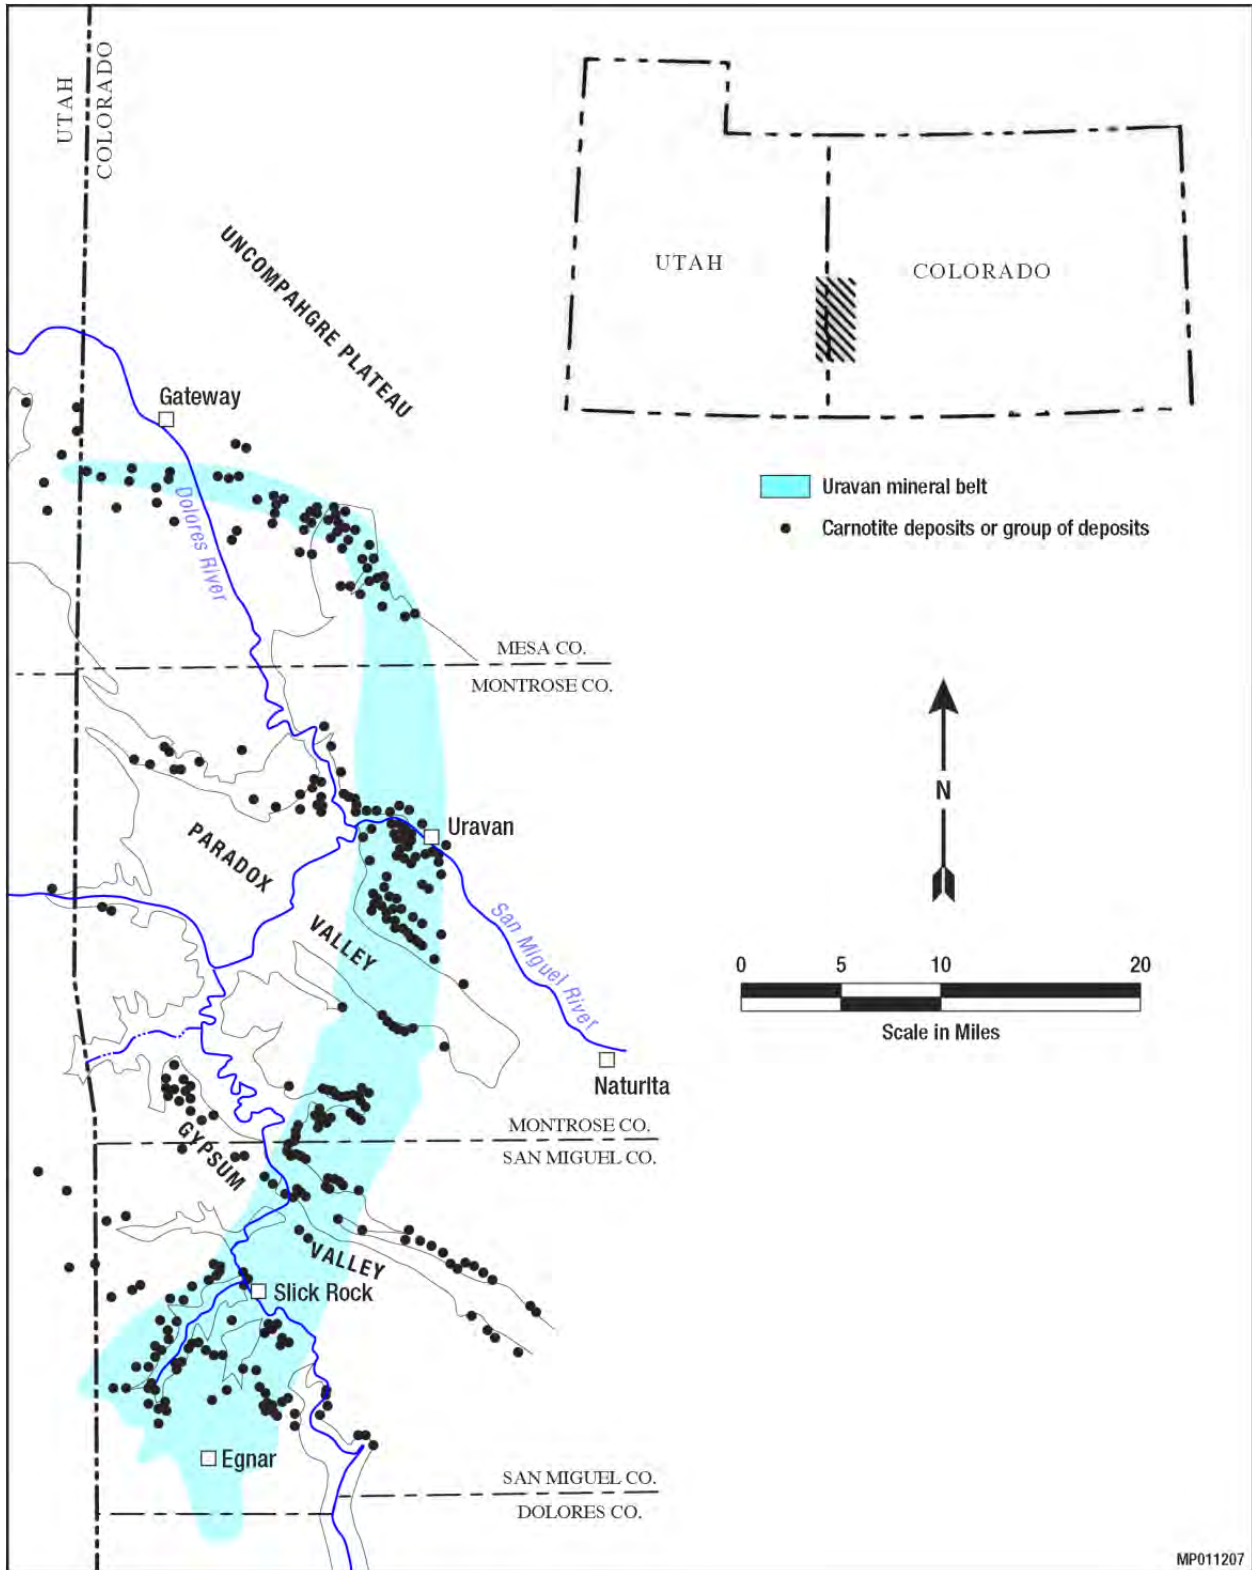 UTAH
COLORADO
UNCOMPAHGRE PLATEAU
UTAH
COLORADO
Gateway
Uravan mineral belt
Carnotite deposits or group of deposits
Dolores River
MESA CO.
MONTROSE CO.
N
Uravan
PARADOX
VALLEY
San Miguel River
0 5 10 20
Scale in Miles
Naturita
MONTROSE CO.
SAN MIGUEL CO.
GYPSUM
VALLEY
Slick Rock
Egnar
SAN MIGUEL CO.
DOLORES CO.
MP011207